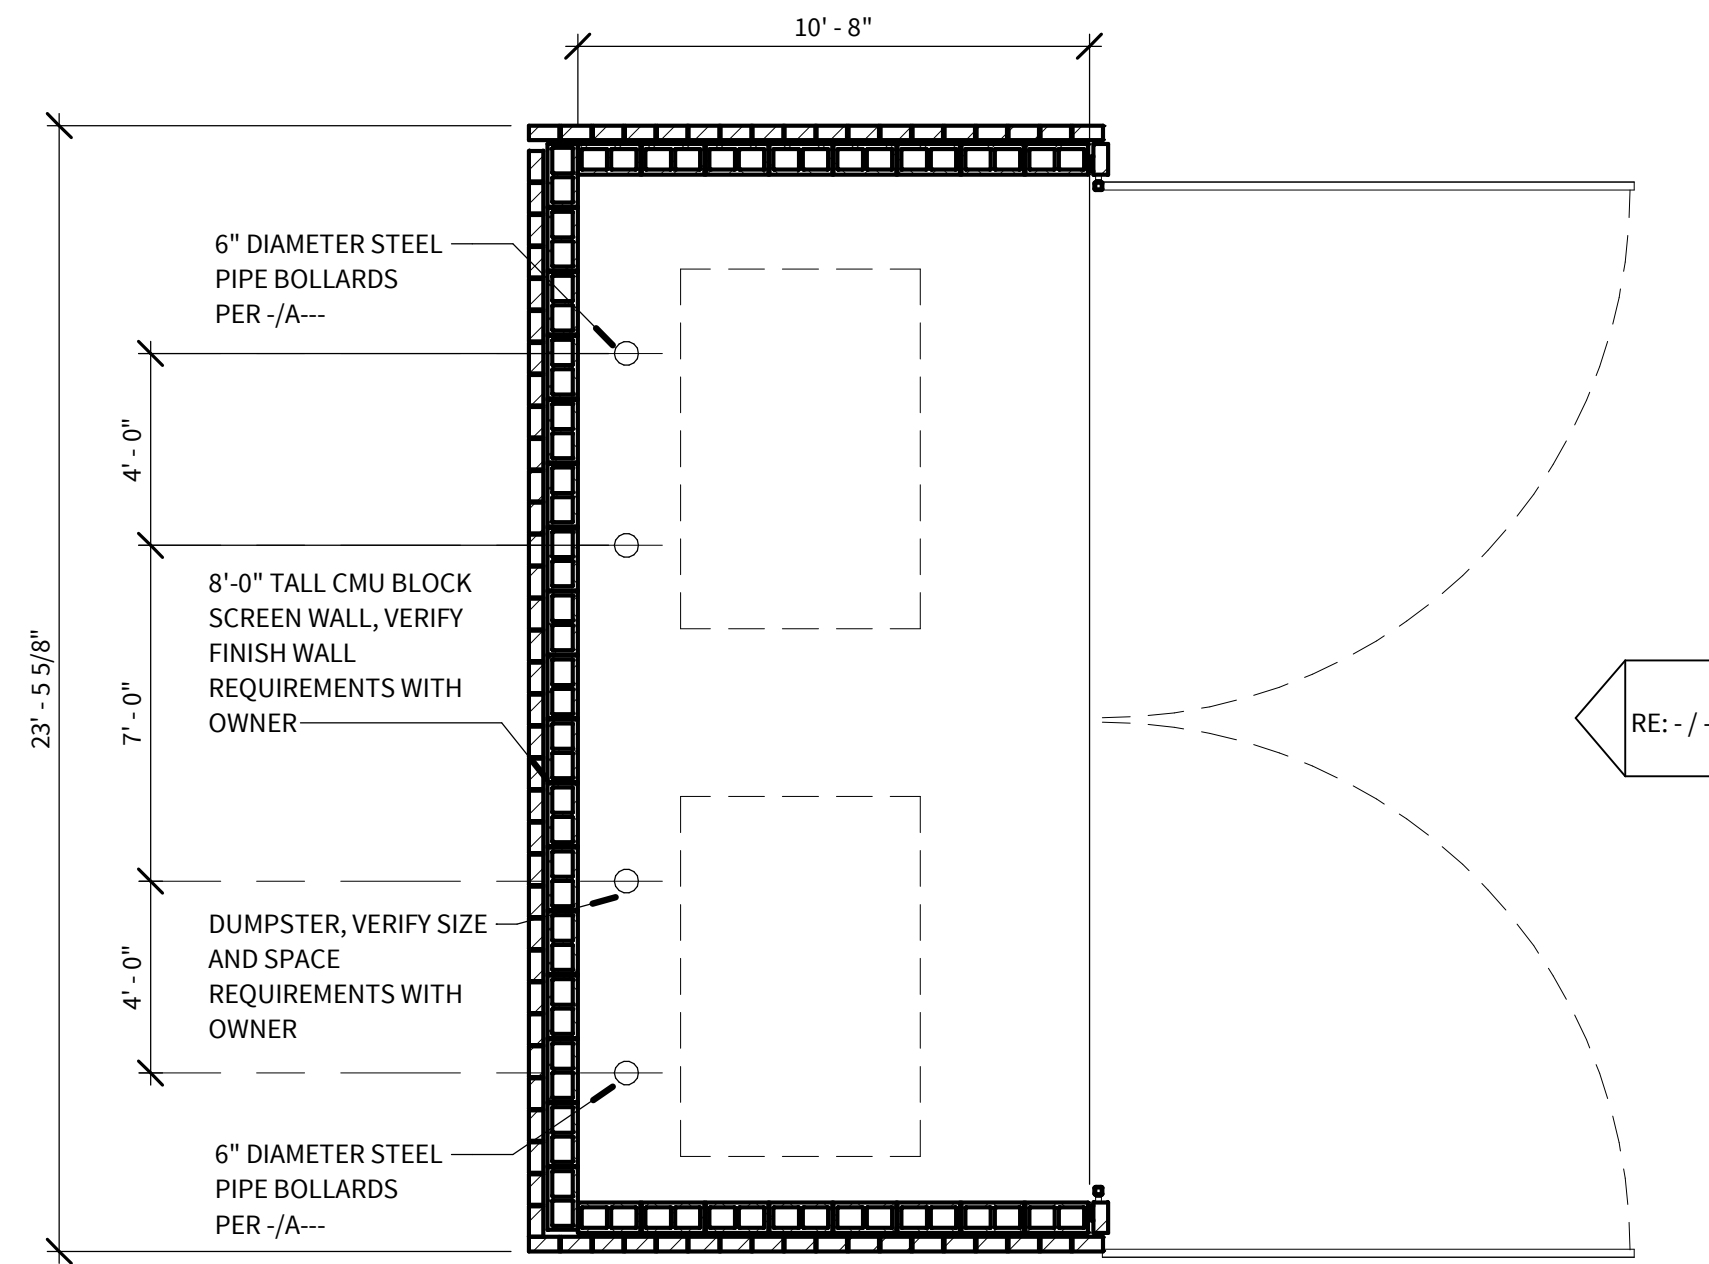 10' - 8"
6" DIAMETER STEEL
PIPE BOLLARDS
PER -/A---
4' - 0"
8'-0" TALL CMU BLOCK
SCREEN WALL, VERIFY
FINISH WALL
REQUIREMENTS WITH
OWNER
23' - 5 5/8"
7' - 0"
RE: - / -
DUMPSTER, VERIFY SIZE
AND SPACE
REQUIREMENTS WITH
OWNER
4' - 0"
6" DIAMETER STEEL
PIPE BOLLARDS
PER -/A---